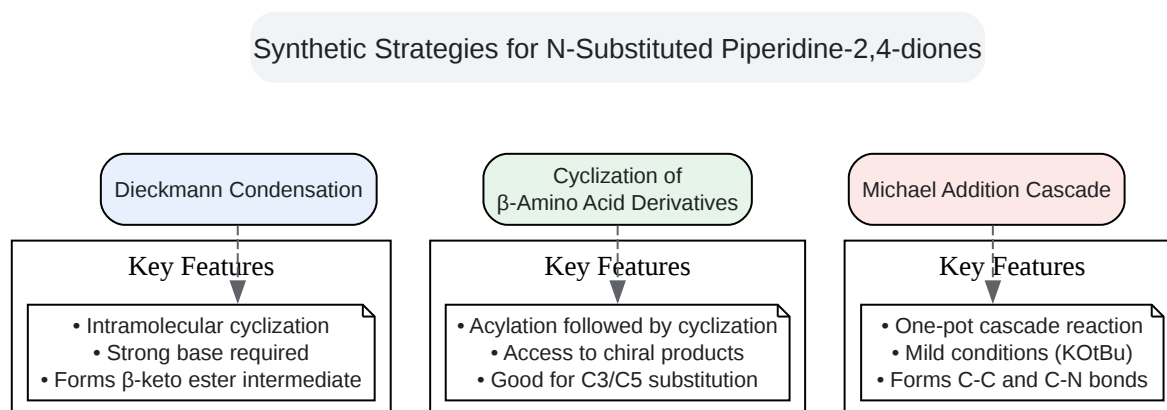 Synthetic Strategies for N-Substituted Piperidine-2,4-diones
Dieckmann Condensation
Cyclization of
β-Amino Acid Derivatives
Michael Addition Cascade
Key Features
• Intramolecular cyclization
• Strong base required
• Forms β-keto ester intermediate
Key Features
• Acylation followed by cyclization
• Access to chiral products
• Good for C3/C5 substitution
Key Features
• One-pot cascade reaction
• Mild conditions (KOtBu)
• Forms C-C and C-N bonds